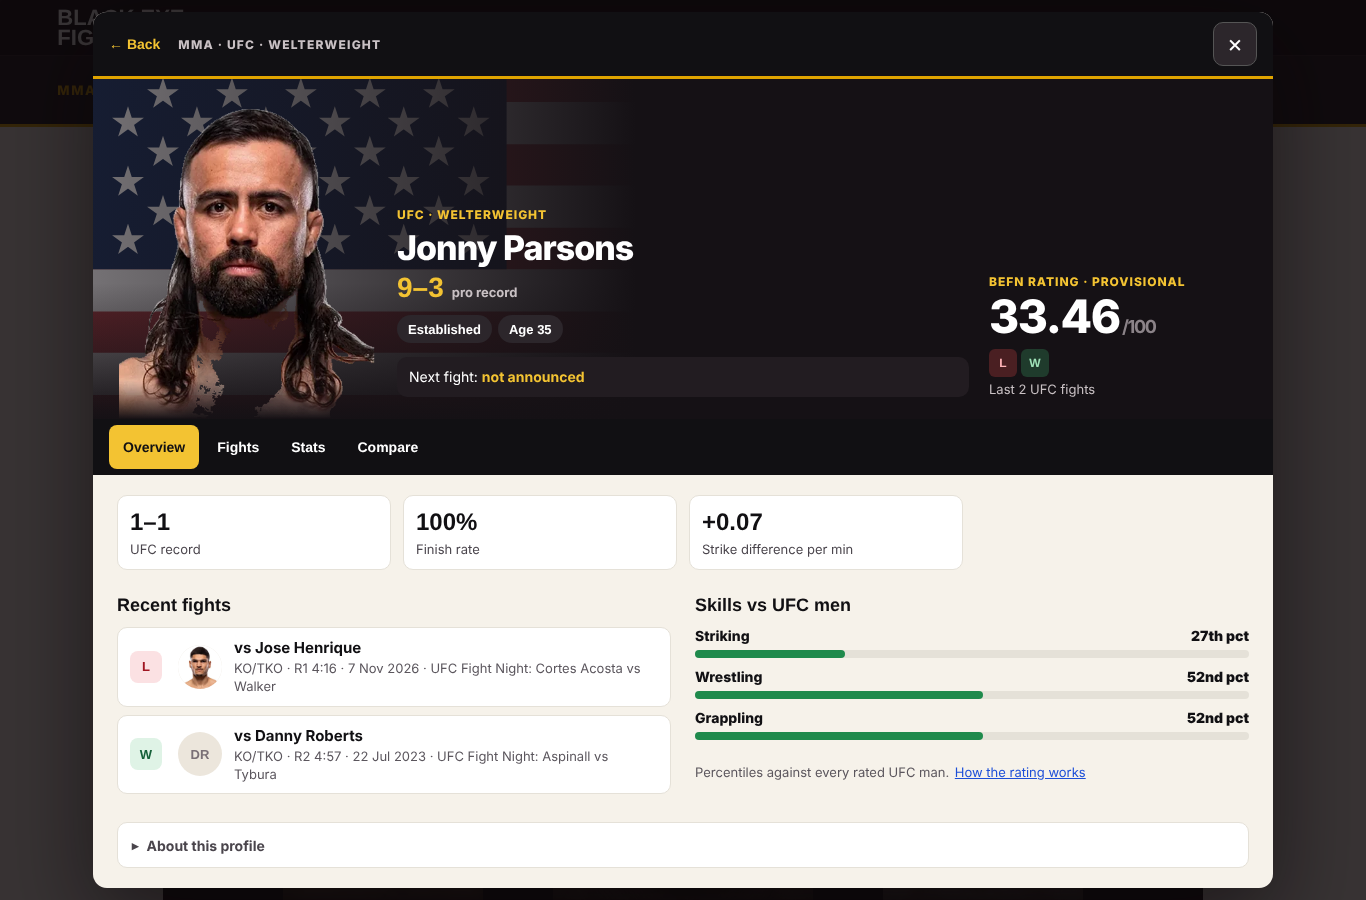 BLACK EYE
FIG
MMA
← Back
MMA · UFC · WELTERWEIGHT
×
UFC · WELTERWEIGHT
Jonny Parsons
9–3 pro record
Established
Age 35
Next fight: not announced
BEFN RATING · PROVISIONAL
33.46/100
L W
Last 2 UFC fights
Overview
Fights
Stats
Compare
1–1
UFC record
100%
Finish rate
+0.07
Strike difference per min
Recent fights
L
vs Jose Henrique
KO/TKO · R1 4:16 · 7 Nov 2026 · UFC Fight Night: Cortes Acosta vs
Walker
W
DR
vs Danny Roberts
KO/TKO · R2 4:57 · 22 Jul 2023 · UFC Fight Night: Aspinall vs
Tybura
Skills vs UFC men
Striking 27th pct
Wrestling 52nd pct
Grappling 52nd pct
Percentiles against every rated UFC man. How the rating works
▸ About this profile